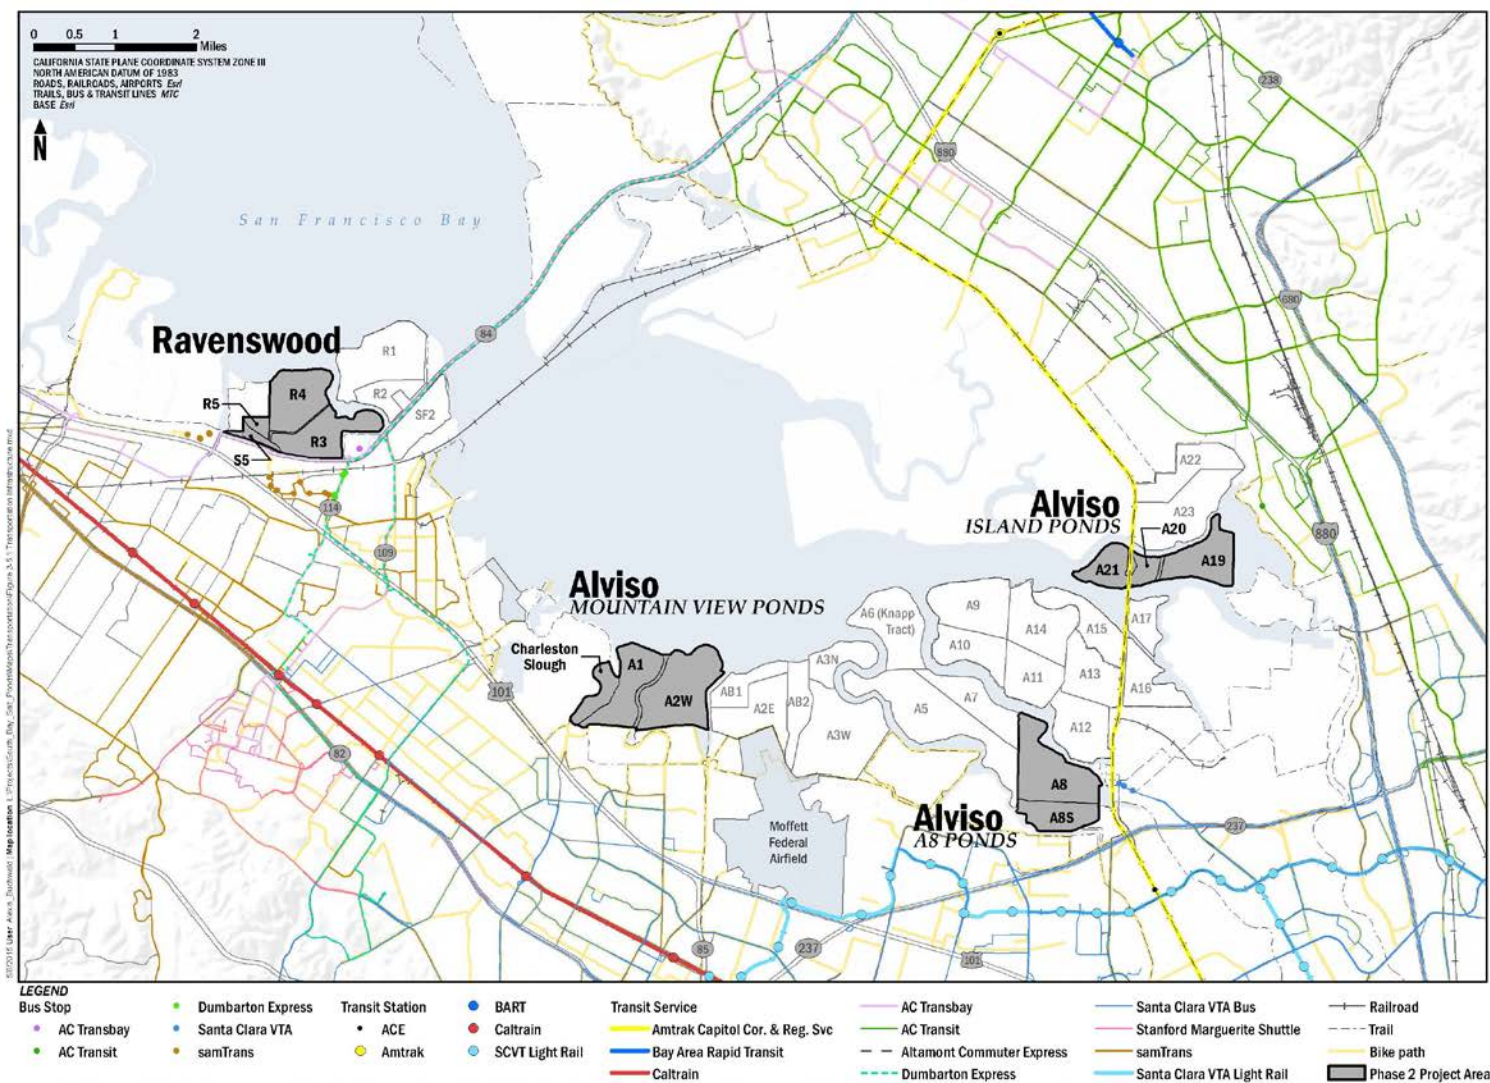 0 0.5 1 2
Miles
CALIFORNIA STATE PLANE COORDINATE SYSTEM ZONE III
NORTH AMERICAN DATUM OF 1983
ROADS, RAILROADS, AIRPORTS Esri
TRAILS, BUS & TRANSIT LINES MTC
BASE Esri
N
238
880
San Francisco Bay
680
84
Ravenswood
R1
R4
R2
R5
SF2
R3
S5
A22
Alviso
ISLAND PONDS
A23
114
A20
880
109
A21
A19
Alviso
MOUNTAIN VIEW PONDS
A6 (Knapp
Tract)
A9
A14
A15
A17
Charleston
Slough
A1
A10
A3N
A11
A13
101
A2W
AB1
A2E
AB2
A5
A7
A16
A3W
A12
82
A8
Alviso
A8 PONDS
A8S
Moffett
Federal
Airfield
237
85
237
101
LEGEND
Bus Stop
AC Transbay
AC Transit
Dumbarton Express
Santa Clara VTA
samTrans
Transit Station
ACE
Amtrak
BART
Caltrain
SCVT Light Rail
Transit Service
Amtrak Capitol Cor. & Reg. Svc
Bay Area Rapid Transit
Caltrain
AC Transbay
AC Transit
Altamont Commuter Express
Dumbarton Express
Santa Clara VTA Bus
Stanford Marguerite Shuttle
samTrans
Santa Clara VTA Light Rail
Railroad
Trail
Bike path
Phase 2 Project Area